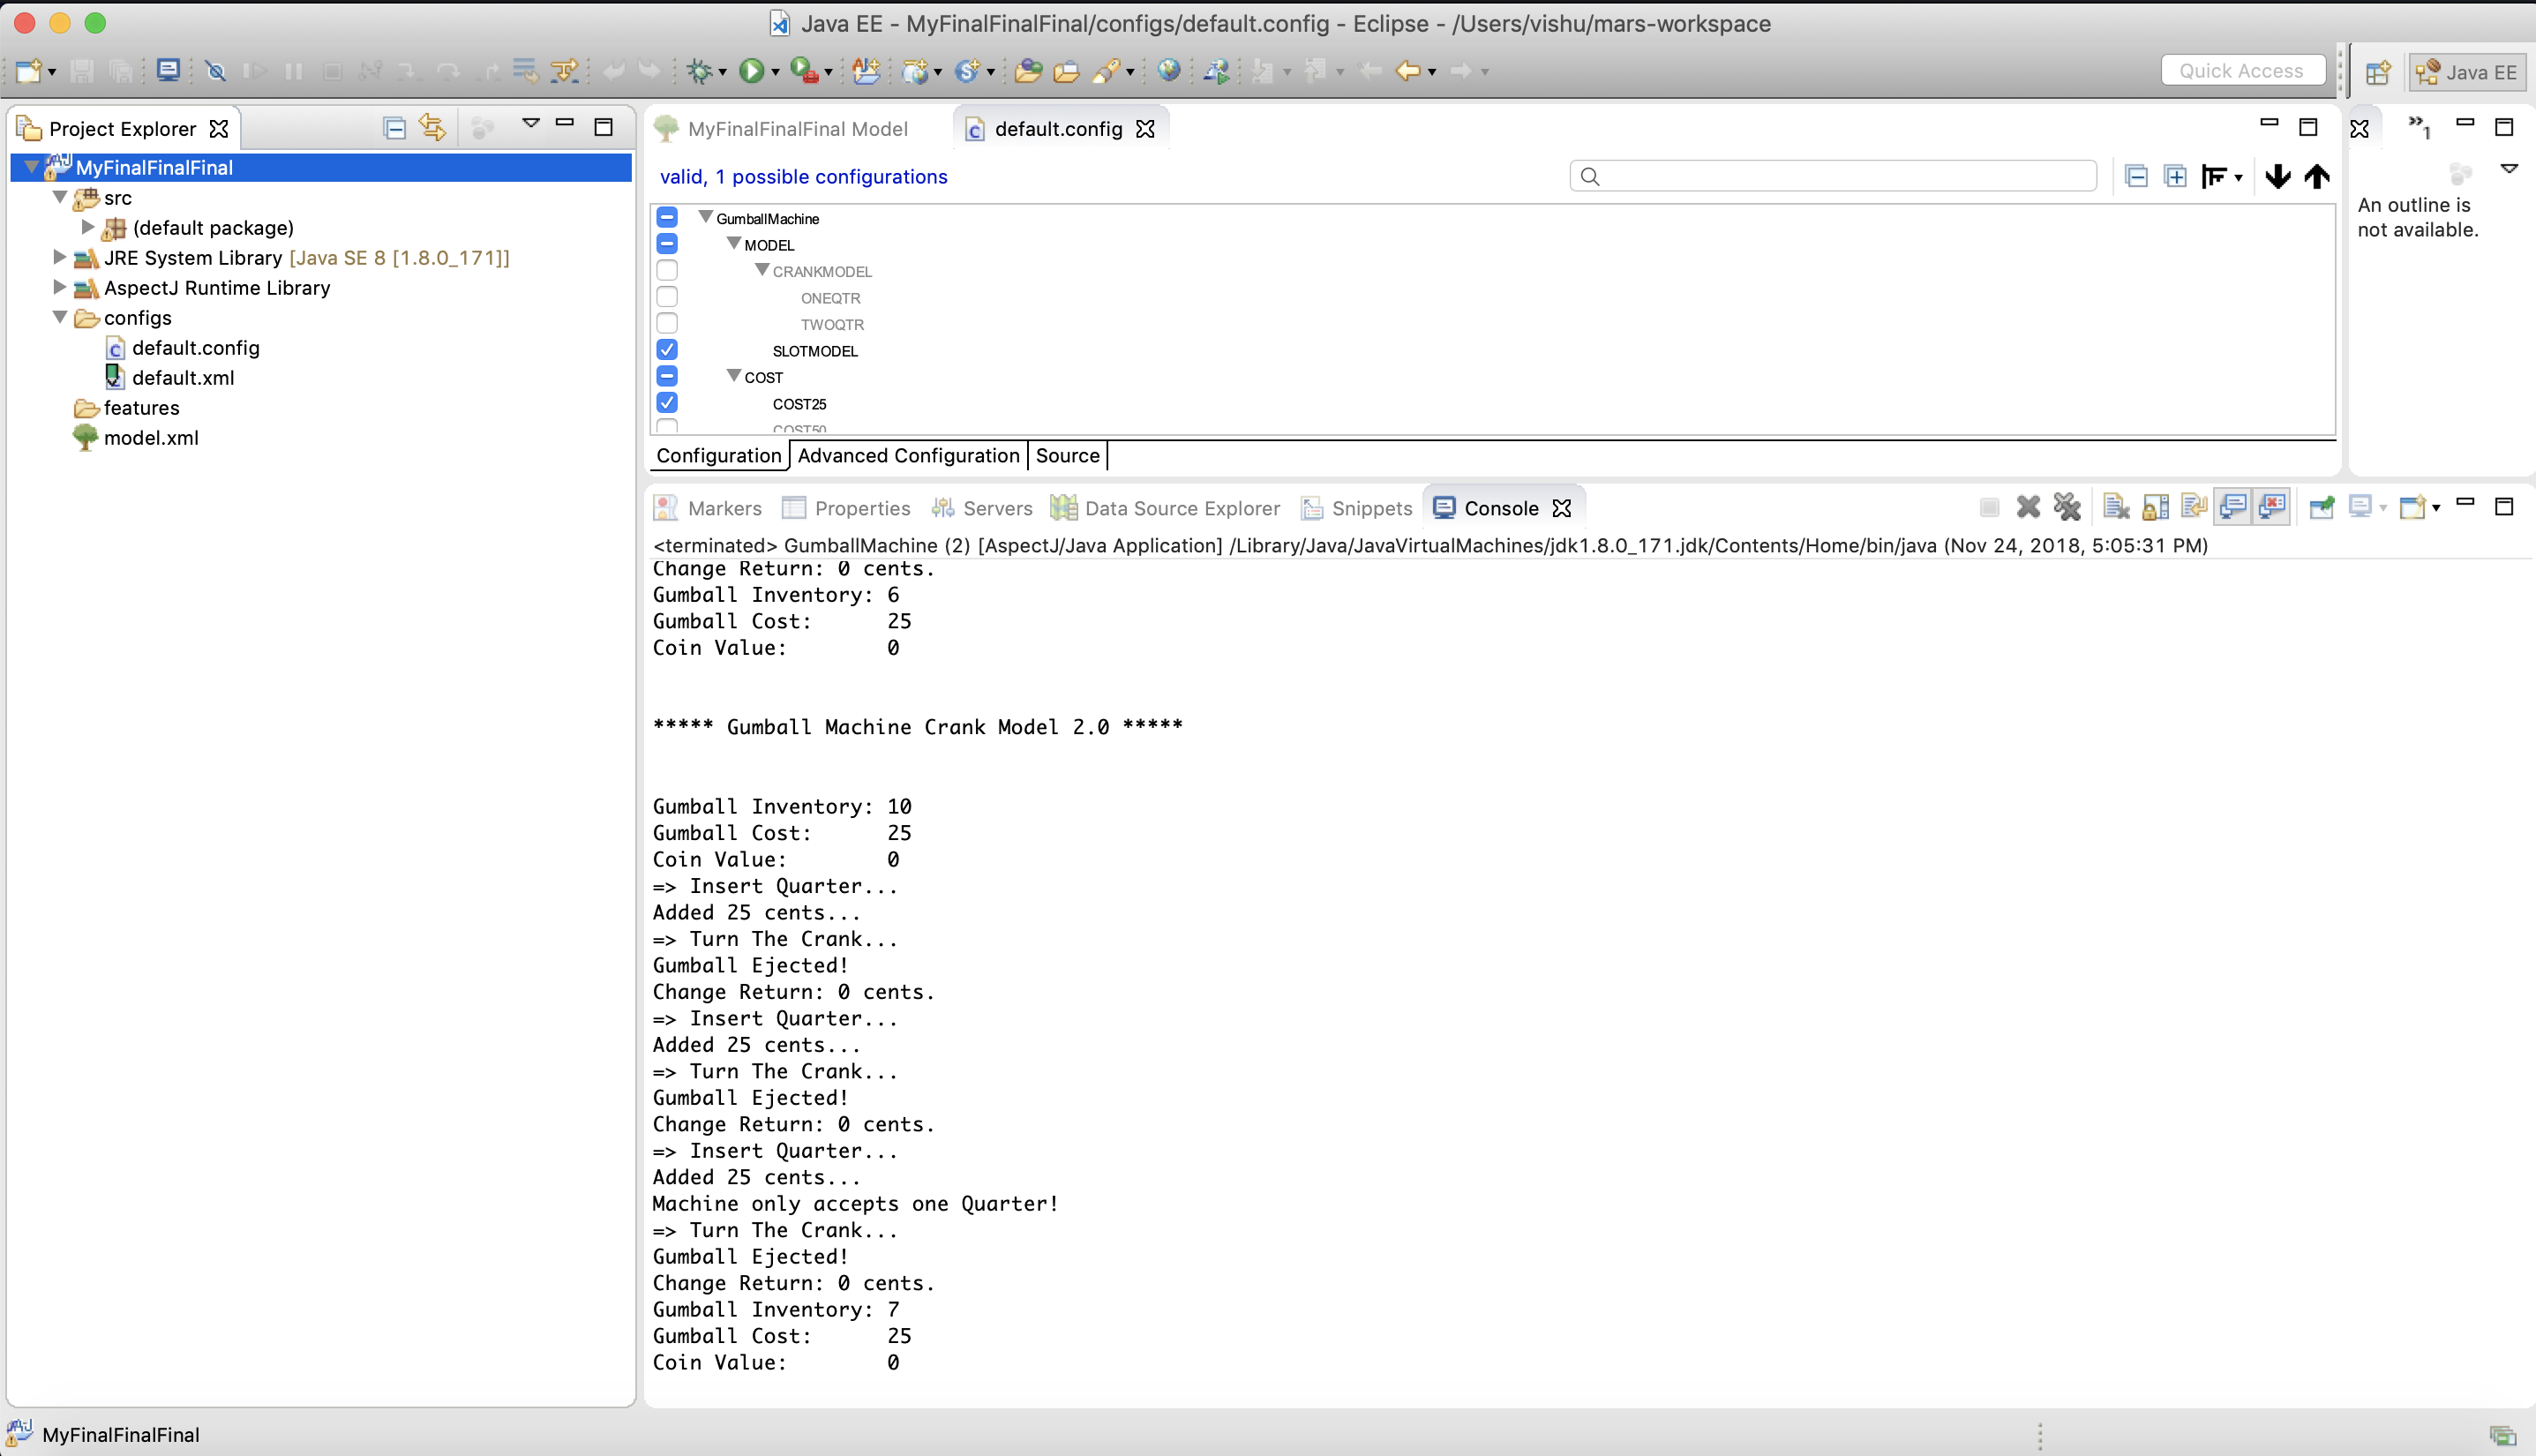 Java EE - MyFinalFinalFinal/configs/default.config - Eclipse - /Users/vishu/mars-workspace
Quick Access
Java EE
Project Explorer
MyFinalFinalFinal
src
(default package)
JRE System Library [Java SE 8 [1.8.0_171]]
AspectJ Runtime Library
configs
default.config
default.xml
features
model.xml
MyFinalFinalFinal Model
default.config
valid, 1 possible configurations
GumballMachine
MODEL
CRANKMODEL
ONEQTR
TWOQTR
SLOTMODEL
COST
COST25
COST50
Configuration
Advanced Configuration
Source
1
An outline is
not available.
Markers
Properties
Servers
Data Source Explorer
Snippets
Console
<terminated> GumballMachine (2) [AspectJ/Java Application] /Library/Java/JavaVirtualMachines/jdk1.8.0_171.jdk/Contents/Home/bin/java (Nov 24, 2018, 5:05:31 PM)
Change Return: 0 cents.
Gumball Inventory: 6
Gumball Cost: 25
Coin Value: 0
***** Gumball Machine Crank Model 2.0 *****
Gumball Inventory: 10
Gumball Cost: 25
Coin Value: 0
=> Insert Quarter...
Added 25 cents...
=> Turn The Crank...
Gumball Ejected!
Change Return: 0 cents.
=> Insert Quarter...
Added 25 cents...
=> Turn The Crank...
Gumball Ejected!
Change Return: 0 cents.
=> Insert Quarter...
Added 25 cents...
Machine only accepts one Quarter!
=> Turn The Crank...
Gumball Ejected!
Change Return: 0 cents.
Gumball Inventory: 7
Gumball Cost: 25
Coin Value: 0
MyFinalFinalFinal